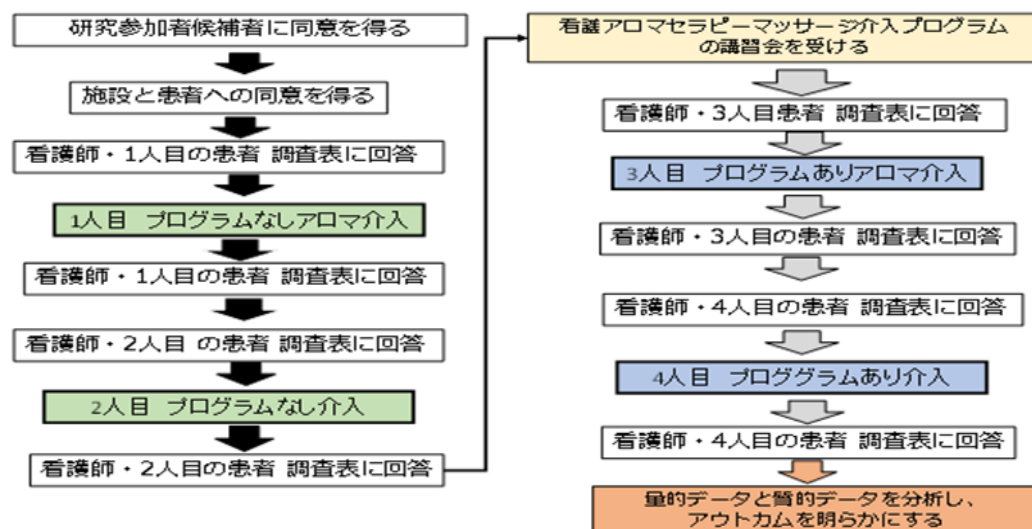 研究参加者候補者に同意を得る
施設と患者への同意を得る
看護師・1人目の患者 調査表に回答
1人目 プログラムなしアロマ介入
看護師・1人目の患者 調査表に回答
看護師・2人目 の患者 調査表に回答
2人目 プログラムなし介入
看護師・2人目の患者 調査表に回答
看護アロマセラピーマッサージ介入プログラム
の講習会を受ける
看護師・3人目患者 調査表に回答
3人目 プログラムありアロマ介入
看護師・3人目の患者 調査表に回答
看護師・4人目の患者 調査表に回答
4人目 プロググラムあり介入
看護師・4人目の患者 調査表に回答
量的データと質的データを分析し、
アウトカムを明らかにする